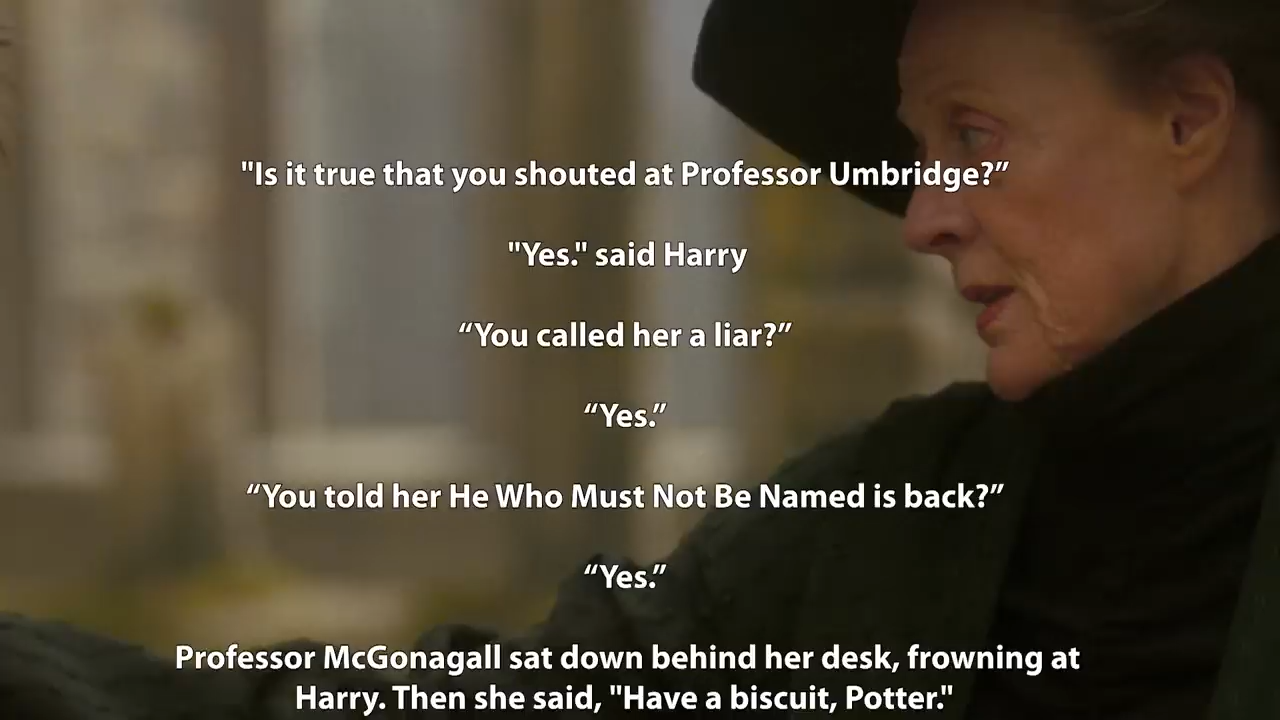 "Is it true that you shouted at Professor Umbridge?”
"Yes." said Harry
“You called her a liar?”
“Yes.”
“You told her He Who Must Not Be Named is back?”
“Yes.”
Professor McGonagall sat down behind her desk, frowning at
Harry. Then she said, "Have a biscuit, Potter."